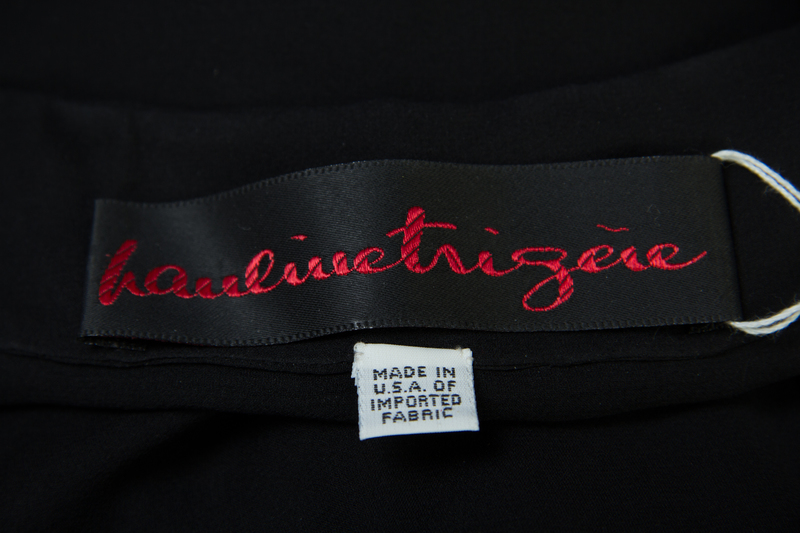 paulinetrigère
MADE IN
U.S.A. OF
IMPORTED
FABRIC